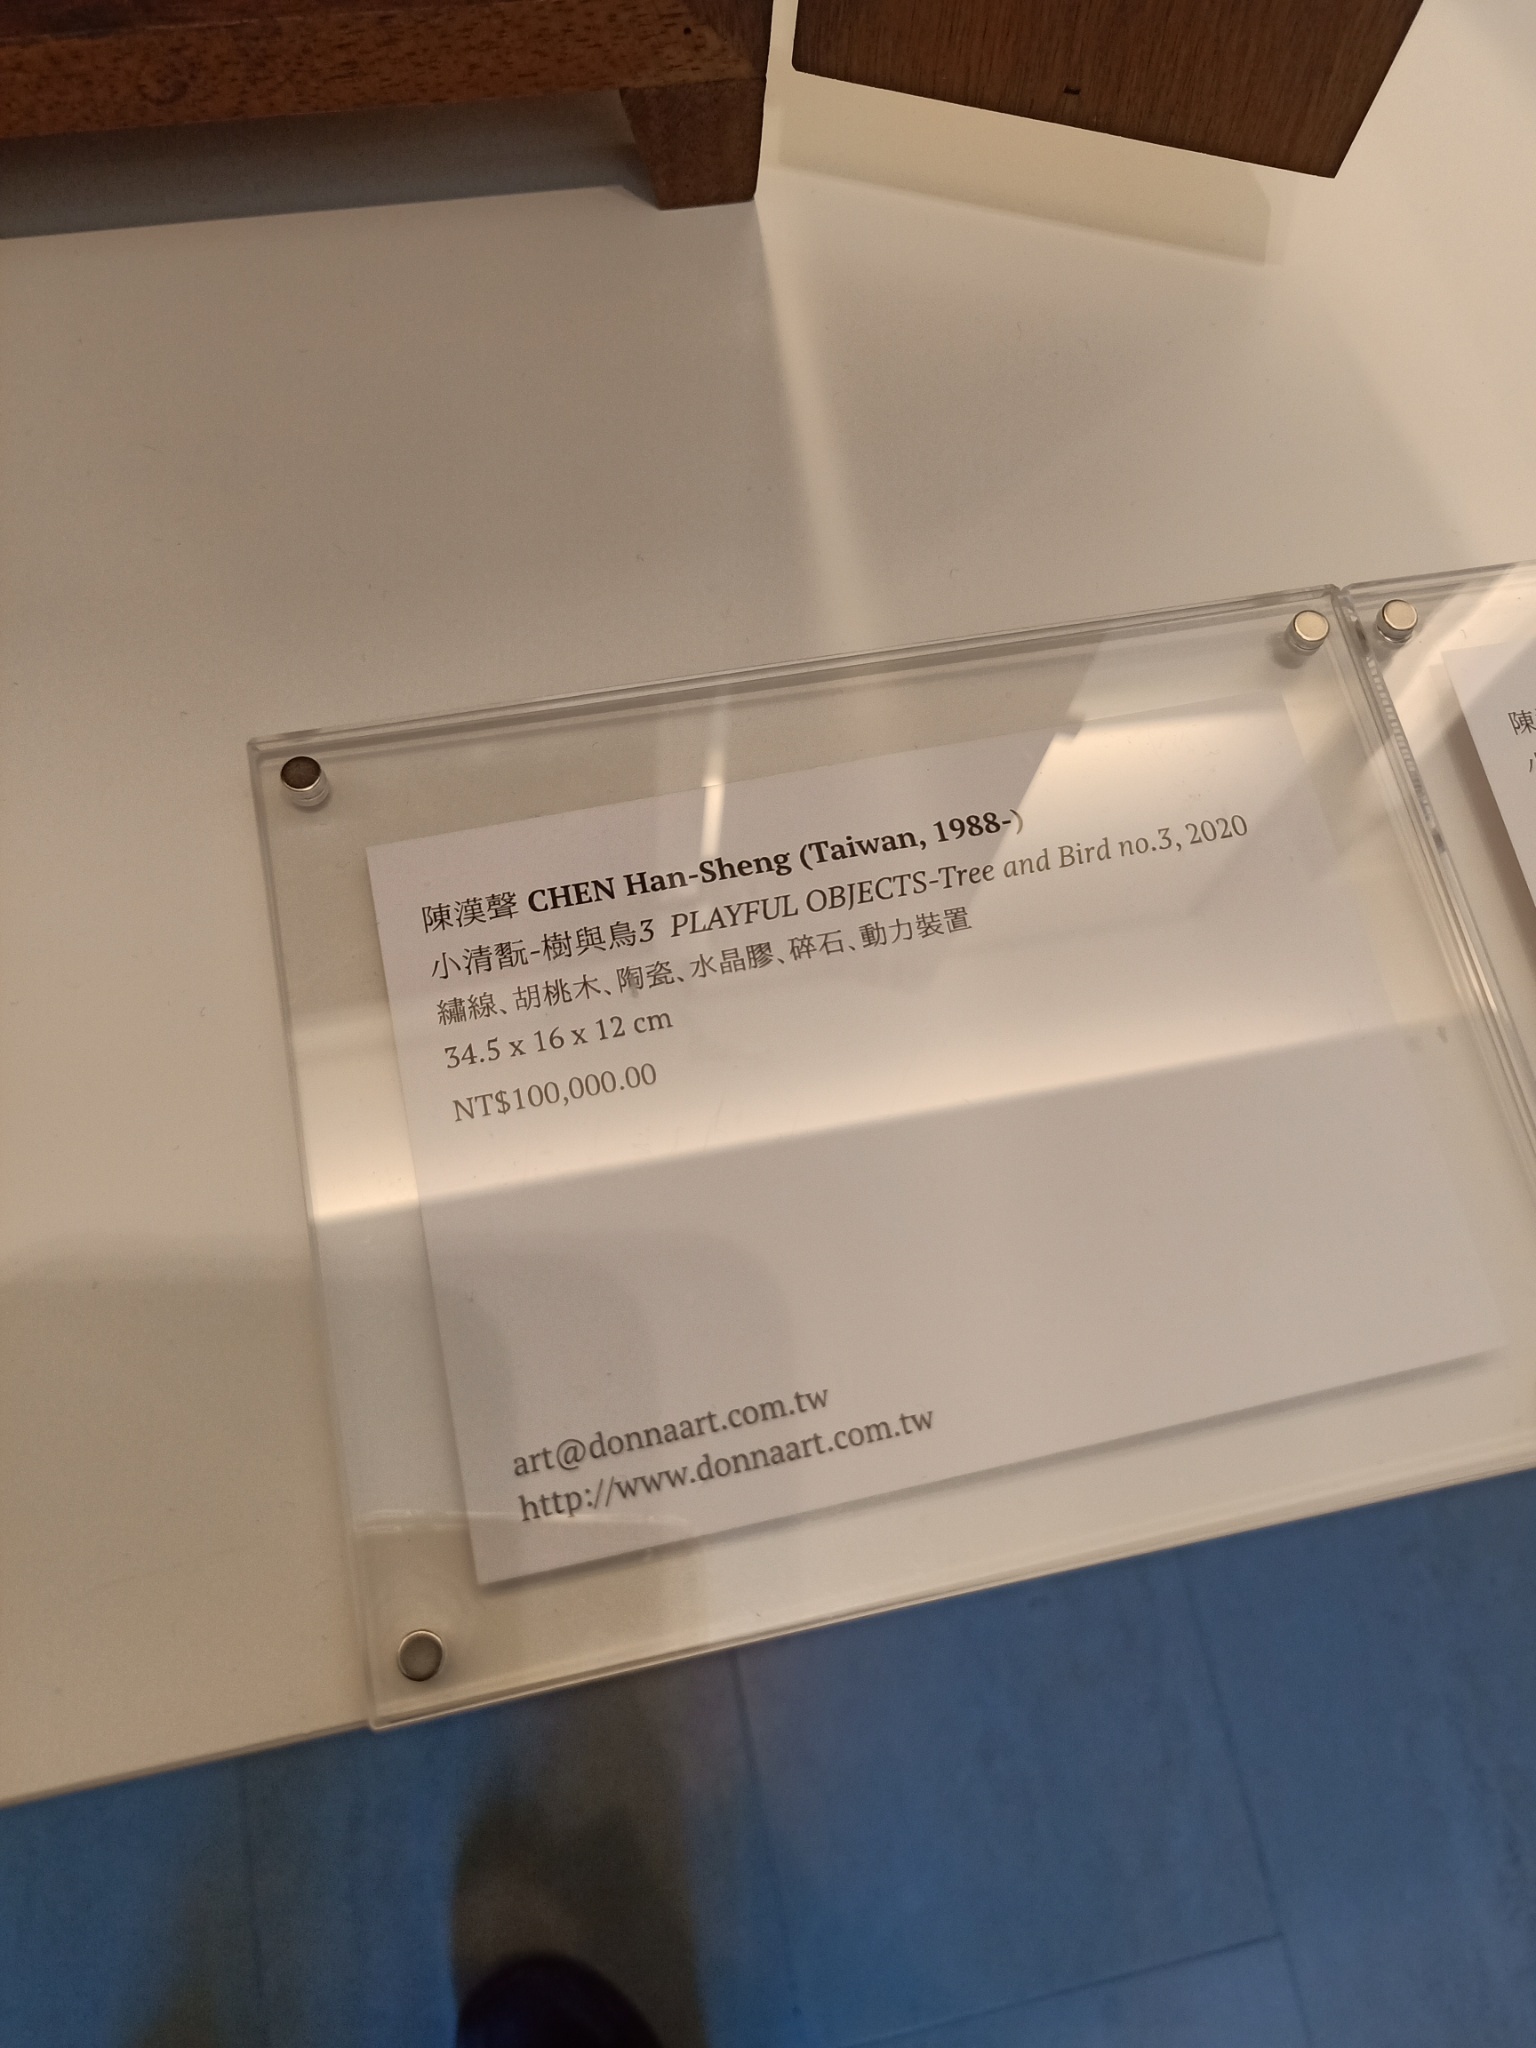 陳漢聲 CHEN Han-Sheng (Taiwan, 1988-)
小清翫-樹與鳥3 PLAYFUL OBJECTS-Tree and Bird no.3, 2020
繡線、胡桃木、陶瓷、水晶膠、碎石、動力裝置
34.5 x 16 x 12 cm
NT$100,000.00
art@donnaart.com.tw
http://www.donnaart.com.tw
陳
小